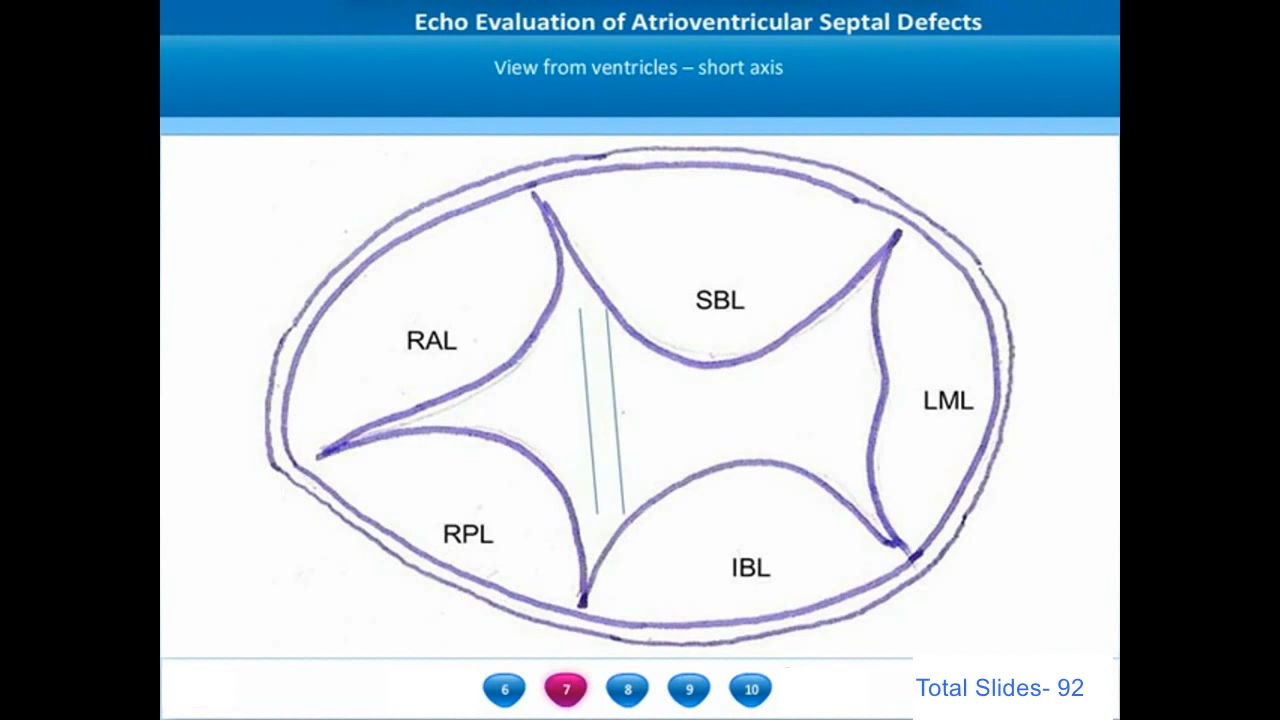 Echo Evaluation of Atrioventricular Septal Defects
View from ventricles – short axis
SBL
RAL
LML
RPL
IBL
6 7 8 9 10
Total Slides- 92